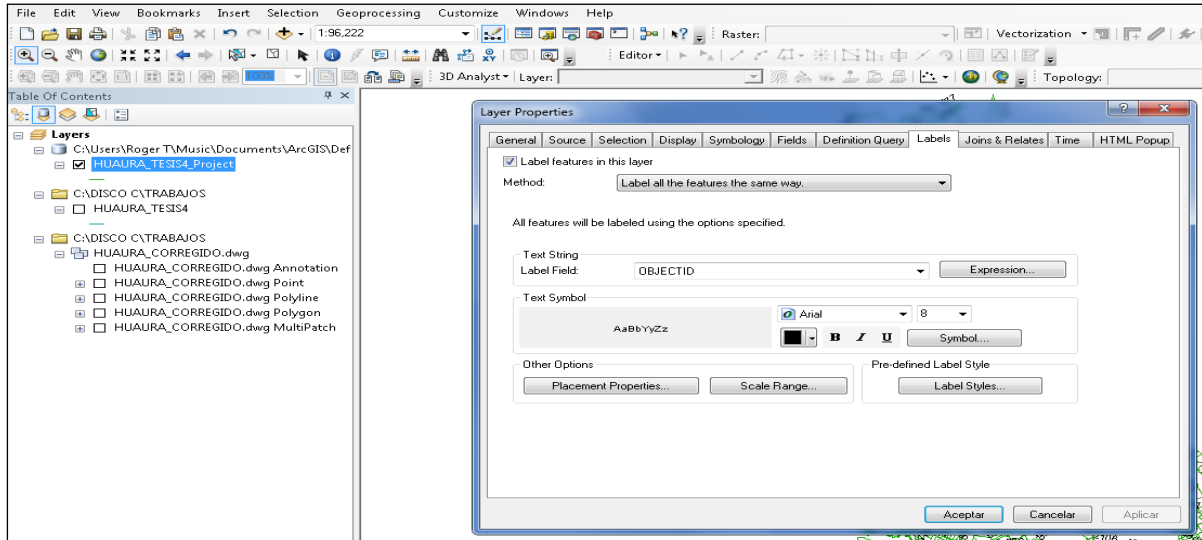 File Edit View Bookmarks Insert Selection Geoprocessing Customize Windows Help
1:96,222 Raster: Vectorization
Editor
100% 3D Analyst Layer: Topology:
Table Of Contents
Layers
C:\Users\Roger T\Music\Documents\ArcGIS\Def
HUAURA_TESIS4_Project
C:\DISCO C\TRABAJOS
HUAURA_TESIS4
C:\DISCO C\TRABAJOS
HUAURA_CORREGIDO.dwg
HUAURA_CORREGIDO.dwg Annotation
HUAURA_CORREGIDO.dwg Point
HUAURA_CORREGIDO.dwg Polyline
HUAURA_CORREGIDO.dwg Polygon
HUAURA_CORREGIDO.dwg MultiPatch
Layer Properties
General Source Selection Display Symbology Fields Definition Query Labels Joins & Relates Time HTML Popup
Label features in this layer
Method: Label all the features the same way.
All features will be labeled using the options specified.
Text String
Label Field: OBJECTID Expression...
Text Symbol
AaBbYyZz
Arial 8
B I U Symbol...
Other Options
Placement Properties... Scale Range...
Pre-defined Label Style
Label Styles...
Aceptar Cancelar Aplicar